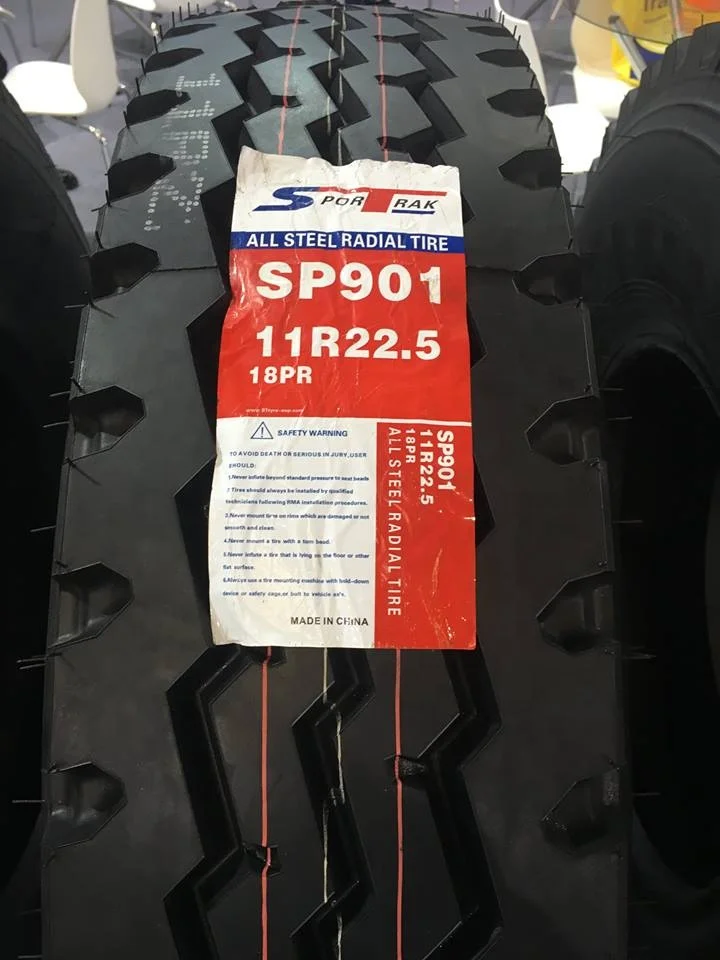 SPORTRAK
ALL STEEL RADIAL TIRE
SP901
11R22.5
18PR
SAFETY WARNING
TO AVOID DEATH OR SERIOUS IN JURY,USER
SHOULD:
1.Never inflate beyond standard pressure to seat beads
2.Tires should always be installed by qualified
technicians following RMA installation procedures.
3.Never mount tire on rims which are damaged or not
smooth and clean.
4.Never mount a tire with a torn bead.
5.Never inflate a tire that is lying on the floor or other
flat surface.
6.Always use a tire mounting machine with hold-down
device or safety cage,or bolt to vehicle
MADE IN CHINA
SP901
11R22.5
18PR
ALL STEEL RADIAL TIRE